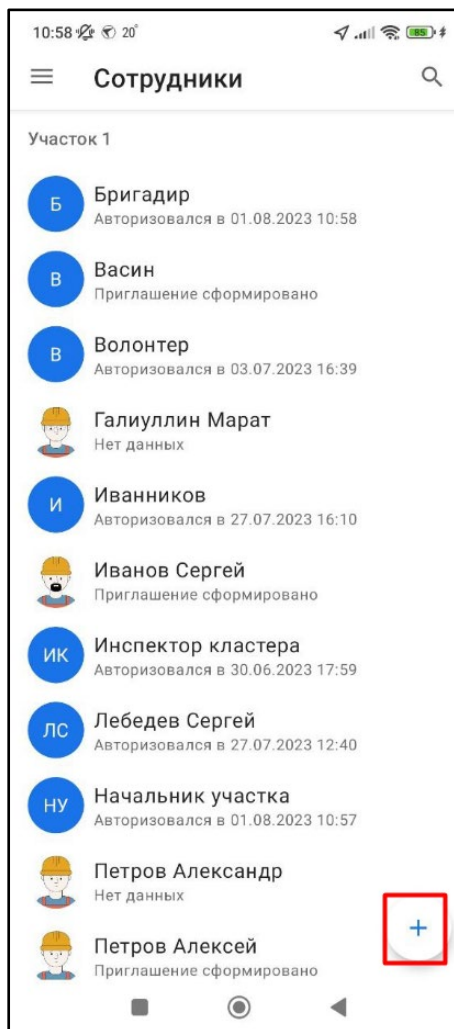 10:58 20°
85
Сотрудники
Участок 1
Б
Бригадир
Авторизовался в 01.08.2023 10:58
В
Васин
Приглашение сформировано
В
Волонтер
Авторизовался в 03.07.2023 16:39
Галиуллин Марат
Нет данных
И
Иванников
Авторизовался в 27.07.2023 16:10
Иванов Сергей
Приглашение сформировано
ИК
Инспектор кластера
Авторизовался в 30.06.2023 17:59
ЛС
Лебедев Сергей
Авторизовался в 27.07.2023 12:40
НУ
Начальник участка
Авторизовался в 01.08.2023 10:57
Петров Александр
Нет данных
+
Петров Алексей
Приглашение сформировано